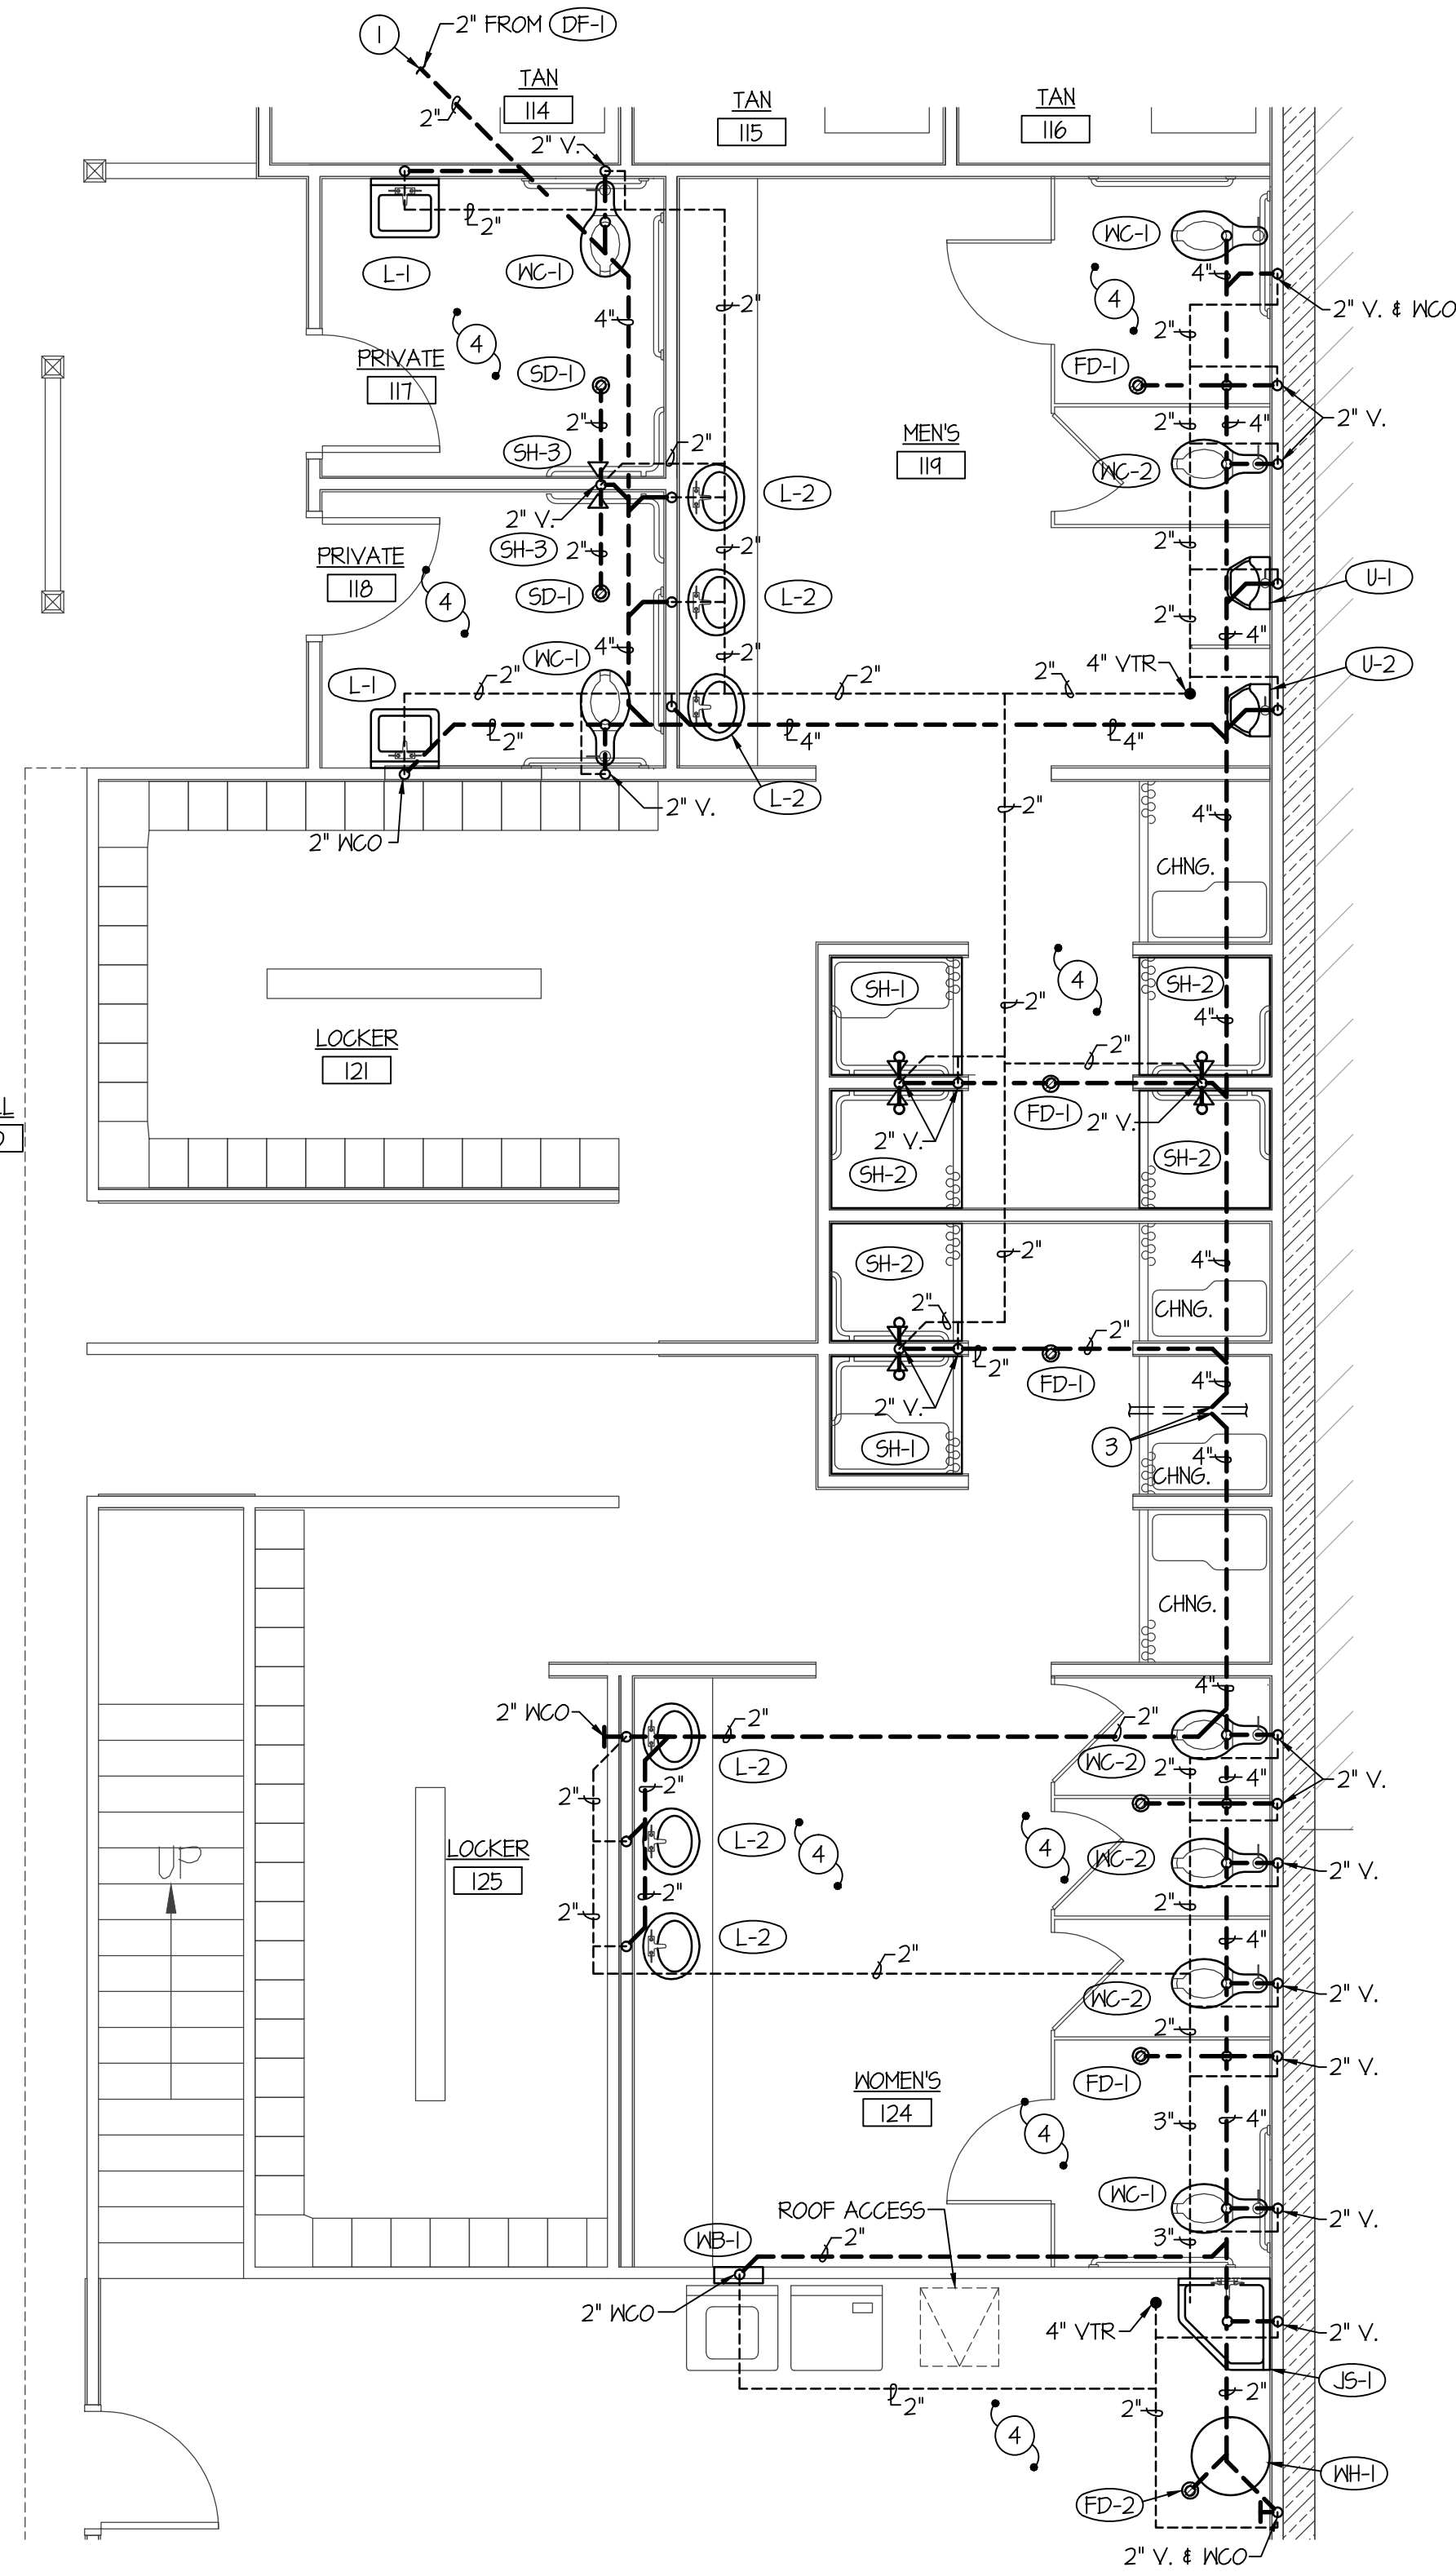 1
2" FROM DF-1
TAN
114
TAN
115
TAN
116
2"
2" V.
2"
L-1
WC-1
WC-1
4"
4
2" V. & WCO
2"
4"
2"
4
PRIVATE
117
SD-1
FD-1
2"
2"
4"
2" V.
MEN'S
119
SH-3
2"
WC-2
L-2
2" V.
SH-3
2"
2"
2"
PRIVATE
118
4
SD-1
L-2
U-1
2"
4"
4"
WC-1
2"
4" VTR
U-2
L-1
2"
2"
2"
2"
4"
4"
L-2
2" V.
2" WCO
2"
4"
CHNG.
4
SH-1
SH-2
2"
4"
LOCKER
121
2"
FD-1
2" V.
2" V.
SH-2
SH-2
2"
4"
SH-2
2"
CHNG.
2"
2"
FD-1
4"
2" V.
3
SH-1
4"
CHNG.
CHNG.
4"
2" WCO
2"
2"
L-2
WC-2
2"
4"
2" V.
2"
2"
UP
LOCKER
125
L-2
4
4
WC-2
2" V.
2"
2"
2"
4"
L-2
2"
WC-2
2" V.
2"
2" V.
WOMEN'S
124
FD-1
4
3"
4"
WC-1
ROOF ACCESS
2" V.
WB-1
2"
3"
2" WCO
4" VTR
2" V.
JS-1
2"
2"
2"
4
WH-1
FD-2
2" V. & WCO